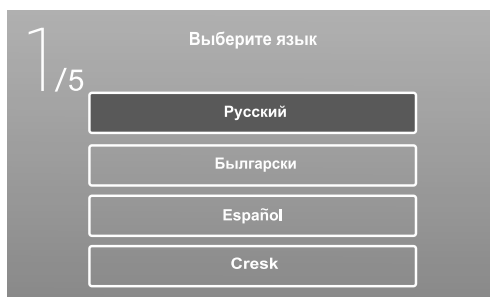 1/5
Выберите язык
Русский
Былгарски
Español
Cresk